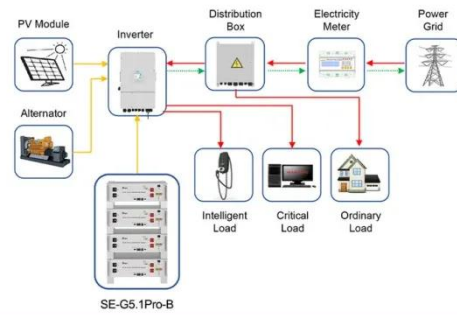 PV Module
Inverter
Distribution
Box
Electricity
Meter
Power
Grid
Alternator
Intelligent
Load
Critical
Load
Ordinary
Load
SE-G5.1Pro-B